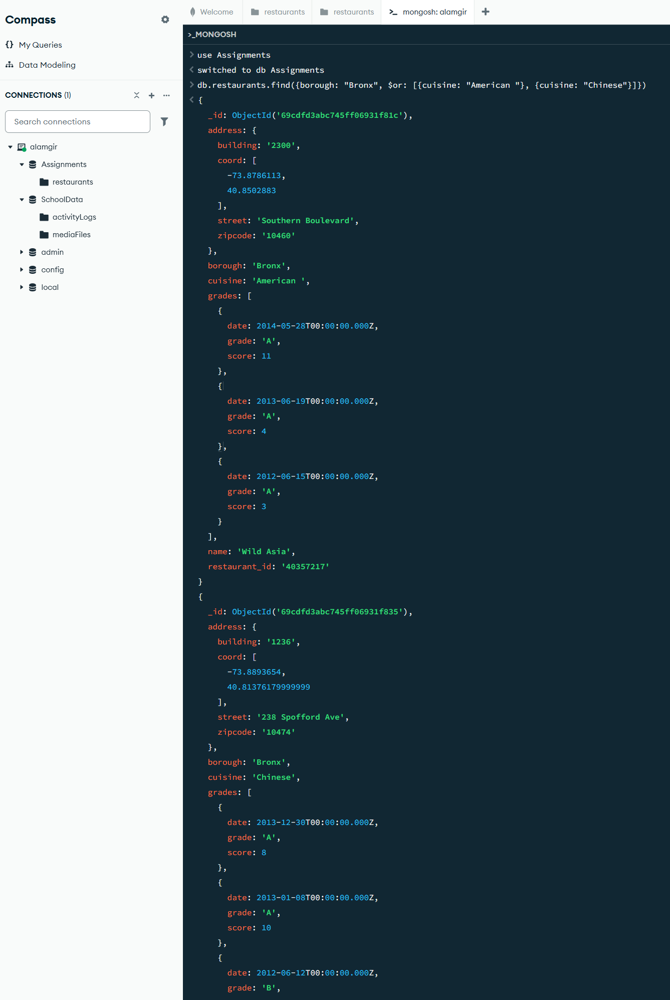 Compass
My Queries
Data Modeling
CONNECTIONS (1)
Search connections
alamgir
Assignments
restaurants
SchoolData
activityLogs
mediaFiles
admin
config
local
Welcome
restaurants
restaurants
mongosh: alamgir
>_MONGOSH
use Assignments
switched to db Assignments
db.restaurants.find({borough: "Bronx", $or: [{cuisine: "American "}, {cuisine: "Chinese"}]})
{
_id: ObjectId('69cdfd3abc745ff06931f81c'),
address: {
building: '2300',
coord: [
-73.8786113,
40.8502883
],
street: 'Southern Boulevard',
zipcode: '10460'
},
borough: 'Bronx',
cuisine: 'American ',
grades: [
{
date: 2014-05-28T00:00:00.000Z,
grade: 'A',
score: 11
},
{
date: 2013-06-19T00:00:00.000Z,
grade: 'A',
score: 4
},
{
date: 2012-06-15T00:00:00.000Z,
grade: 'A',
score: 3
}
],
name: 'Wild Asia',
restaurant_id: '40357217'
}
{
_id: ObjectId('69cdfd3abc745ff06931f835'),
address: {
building: '1236',
coord: [
-73.8893654,
40.81376179999999
],
street: '238 Spofford Ave',
zipcode: '10474'
},
borough: 'Bronx',
cuisine: 'Chinese',
grades: [
{
date: 2013-12-30T00:00:00.000Z,
grade: 'A',
score: 8
},
{
date: 2013-01-08T00:00:00.000Z,
grade: 'A',
score: 10
},
{
date: 2012-06-12T00:00:00.000Z,
grade: 'B',